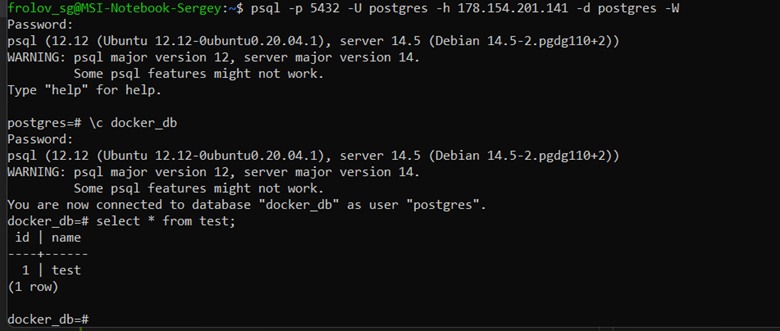 frolov_sg@MSI-Notebook-Sergey:~$ psql -p 5432 -U postgres -h 178.154.201.141 -d postgres -W
Password:
psql (12.12 (Ubuntu 12.12-0ubuntu0.20.04.1), server 14.5 (Debian 14.5-2.pgdg110+2))
WARNING: psql major version 12, server major version 14.
         Some psql features might not work.
Type "help" for help.

postgres=# \c docker_db
Password:
psql (12.12 (Ubuntu 12.12-0ubuntu0.20.04.1), server 14.5 (Debian 14.5-2.pgdg110+2))
WARNING: psql major version 12, server major version 14.
         Some psql features might not work.
You are now connected to database "docker_db" as user "postgres".
docker_db=# select * from test;
 id | name
----+------
  1 | test
(1 row)

docker_db=#